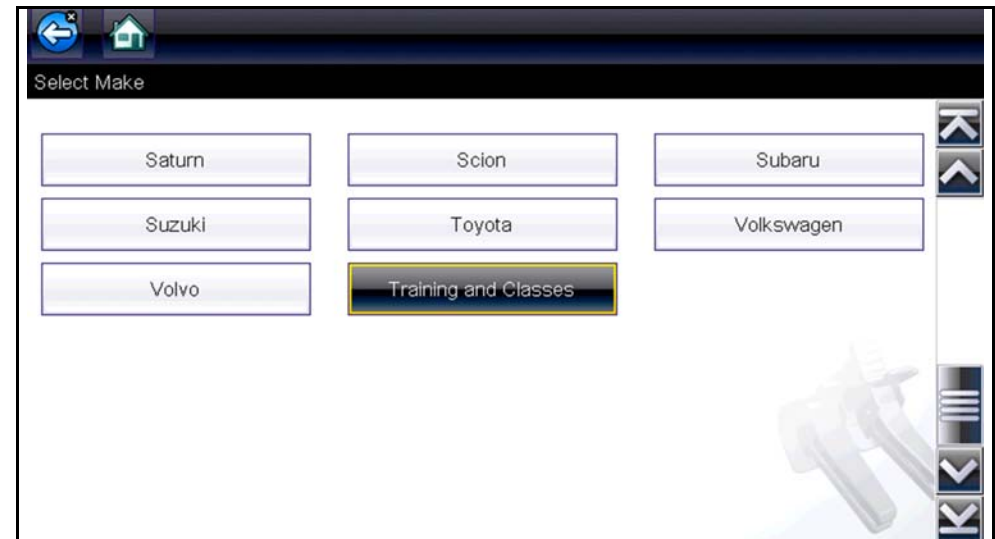 Select Make
Saturn
Scion
Subaru
Suzuki
Toyota
Volkswagen
Volvo
Training and Classes